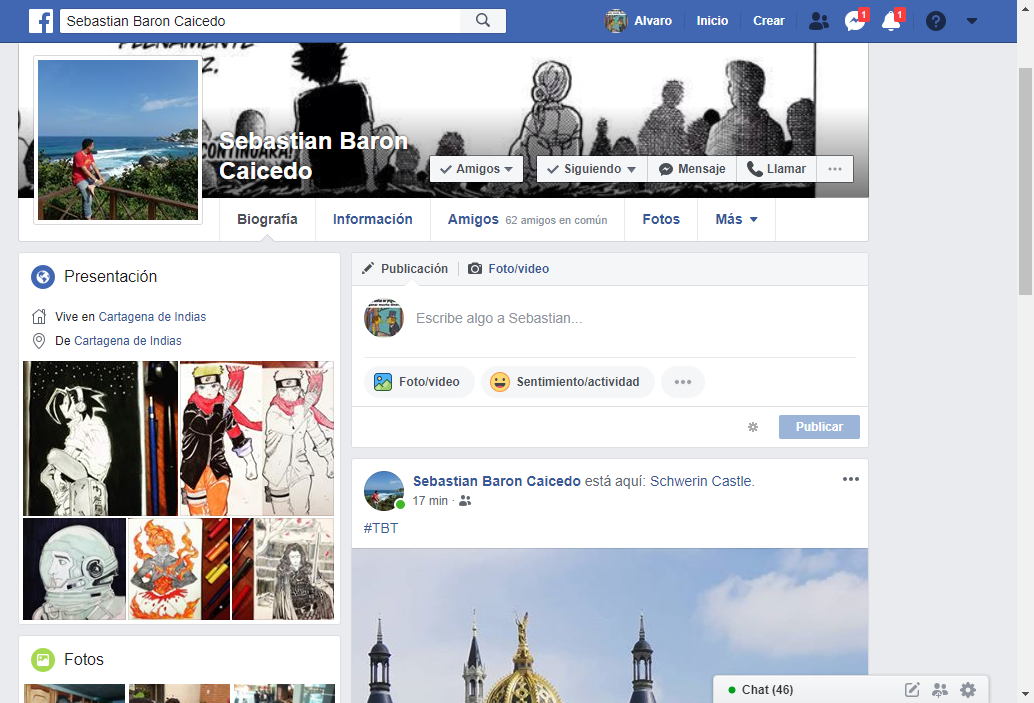 Sebastian Baron Caicedo
Alvaro
Inicio
Crear
1
1
PLENAMENTE
Z.
CONTINUARÁ!
Sebastian Baron
Caicedo
Amigos
Siguiendo
Mensaje
Llamar
Biografía
Información
Amigos 62 amigos en común
Fotos
Más
Presentación
Vive en Cartagena de Indias
De Cartagena de Indias
Publicación
Foto/video
Escribe algo a Sebastian...
Foto/video
Sentimiento/actividad
Publicar
Sebastian Baron Caicedo está aquí: Schwerin Castle.
17 min ·
#TBT
Fotos
Chat (46)